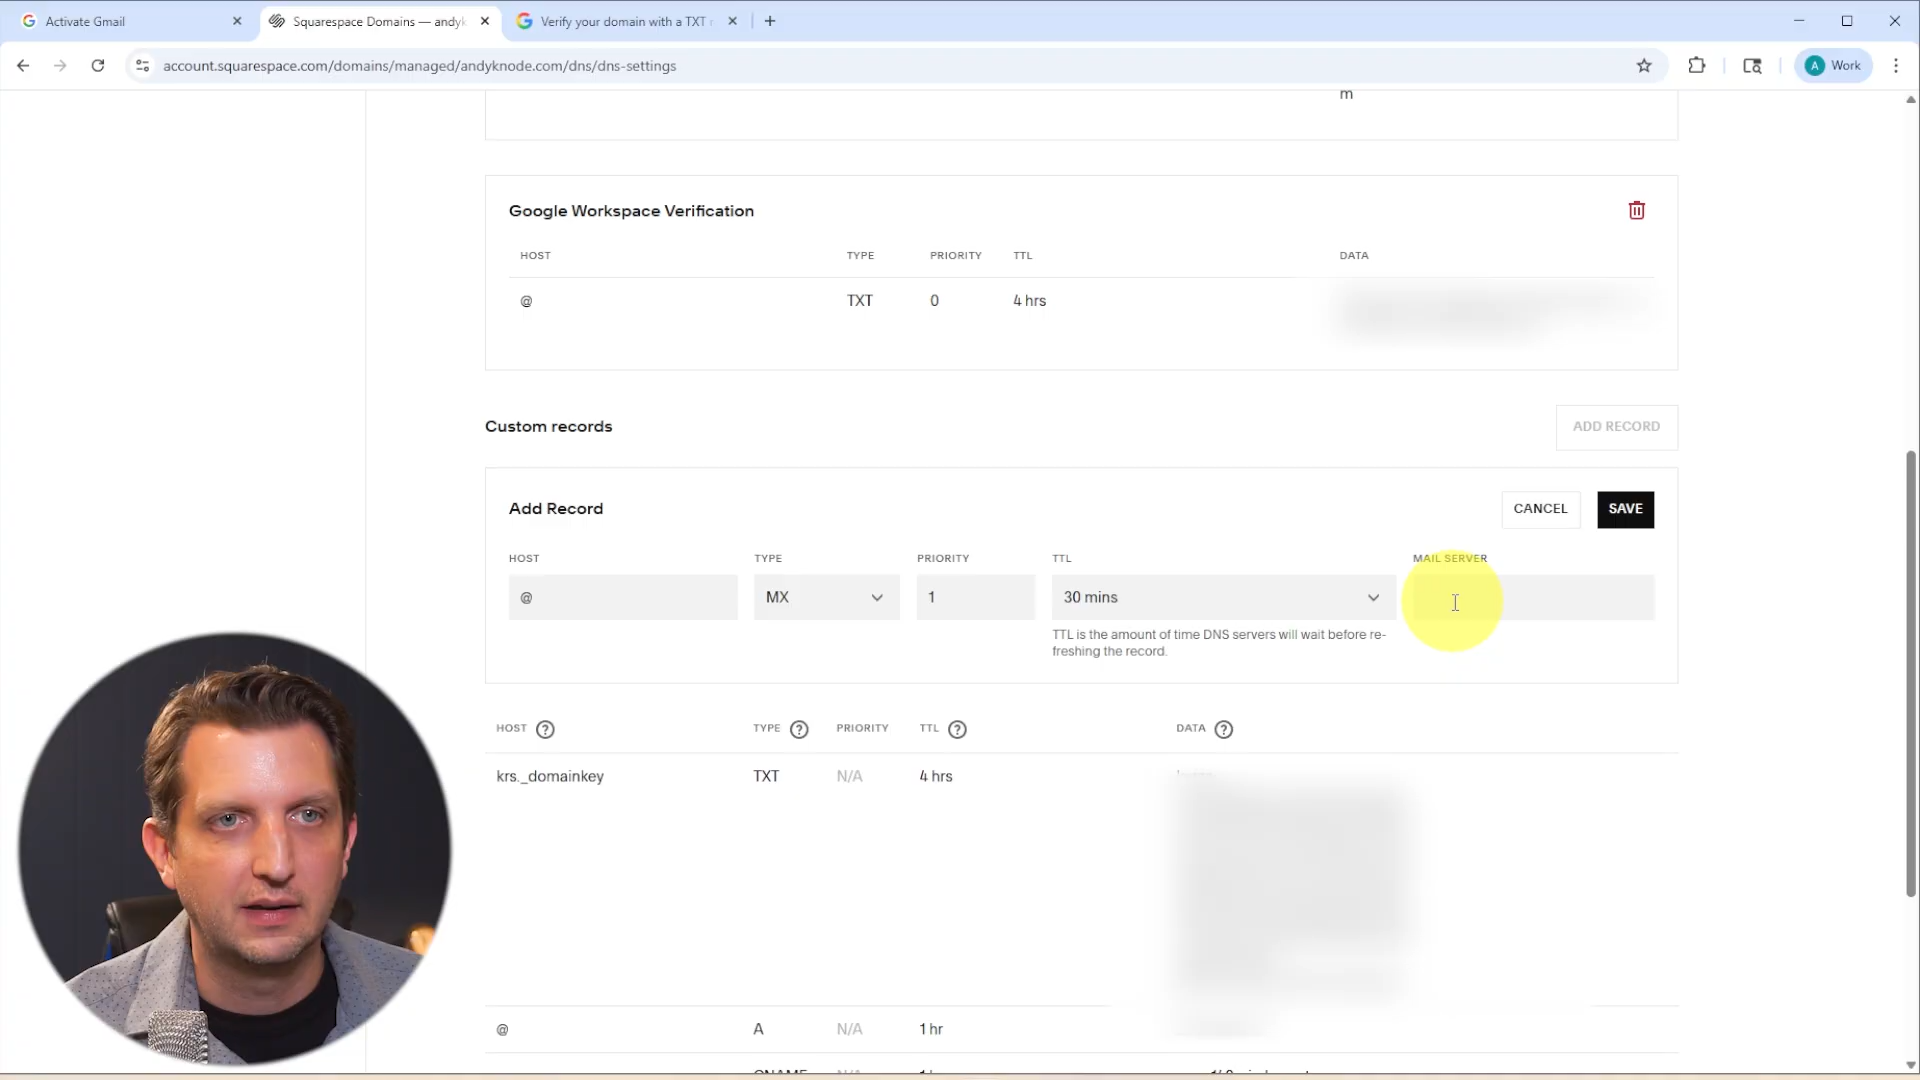 Activate Gmail
Squarespace Domains — andyk
Verify your domain with a TXT r
account.squarespace.com/domains/managed/andyknode.com/dns/dns-settings
A Work
m
Google Workspace Verification
HOST TYPE PRIORITY TTL DATA
@ TXT 0 4 hrs
Custom records
ADD RECORD
Add Record
CANCEL
SAVE
HOST TYPE PRIORITY TTL MAIL SERVER
@ MX 1 30 mins
TTL is the amount of time DNS servers will wait before re-
freshing the record.
HOST TYPE PRIORITY TTL DATA
krs._domainkey TXT N/A 4 hrs
@ A N/A 1 hr
CNAME